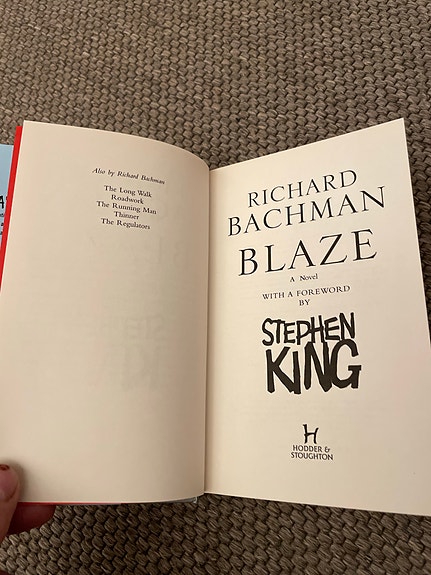 Also by Richard Bachman
The Long Walk
Roadwork
The Running Man
Thinner
The Regulators
RICHARD
BACHMAN
BLAZE
A Novel
WITH A FOREWORD
BY
STEPHEN
KING
H
HODDER &
STOUGHTON